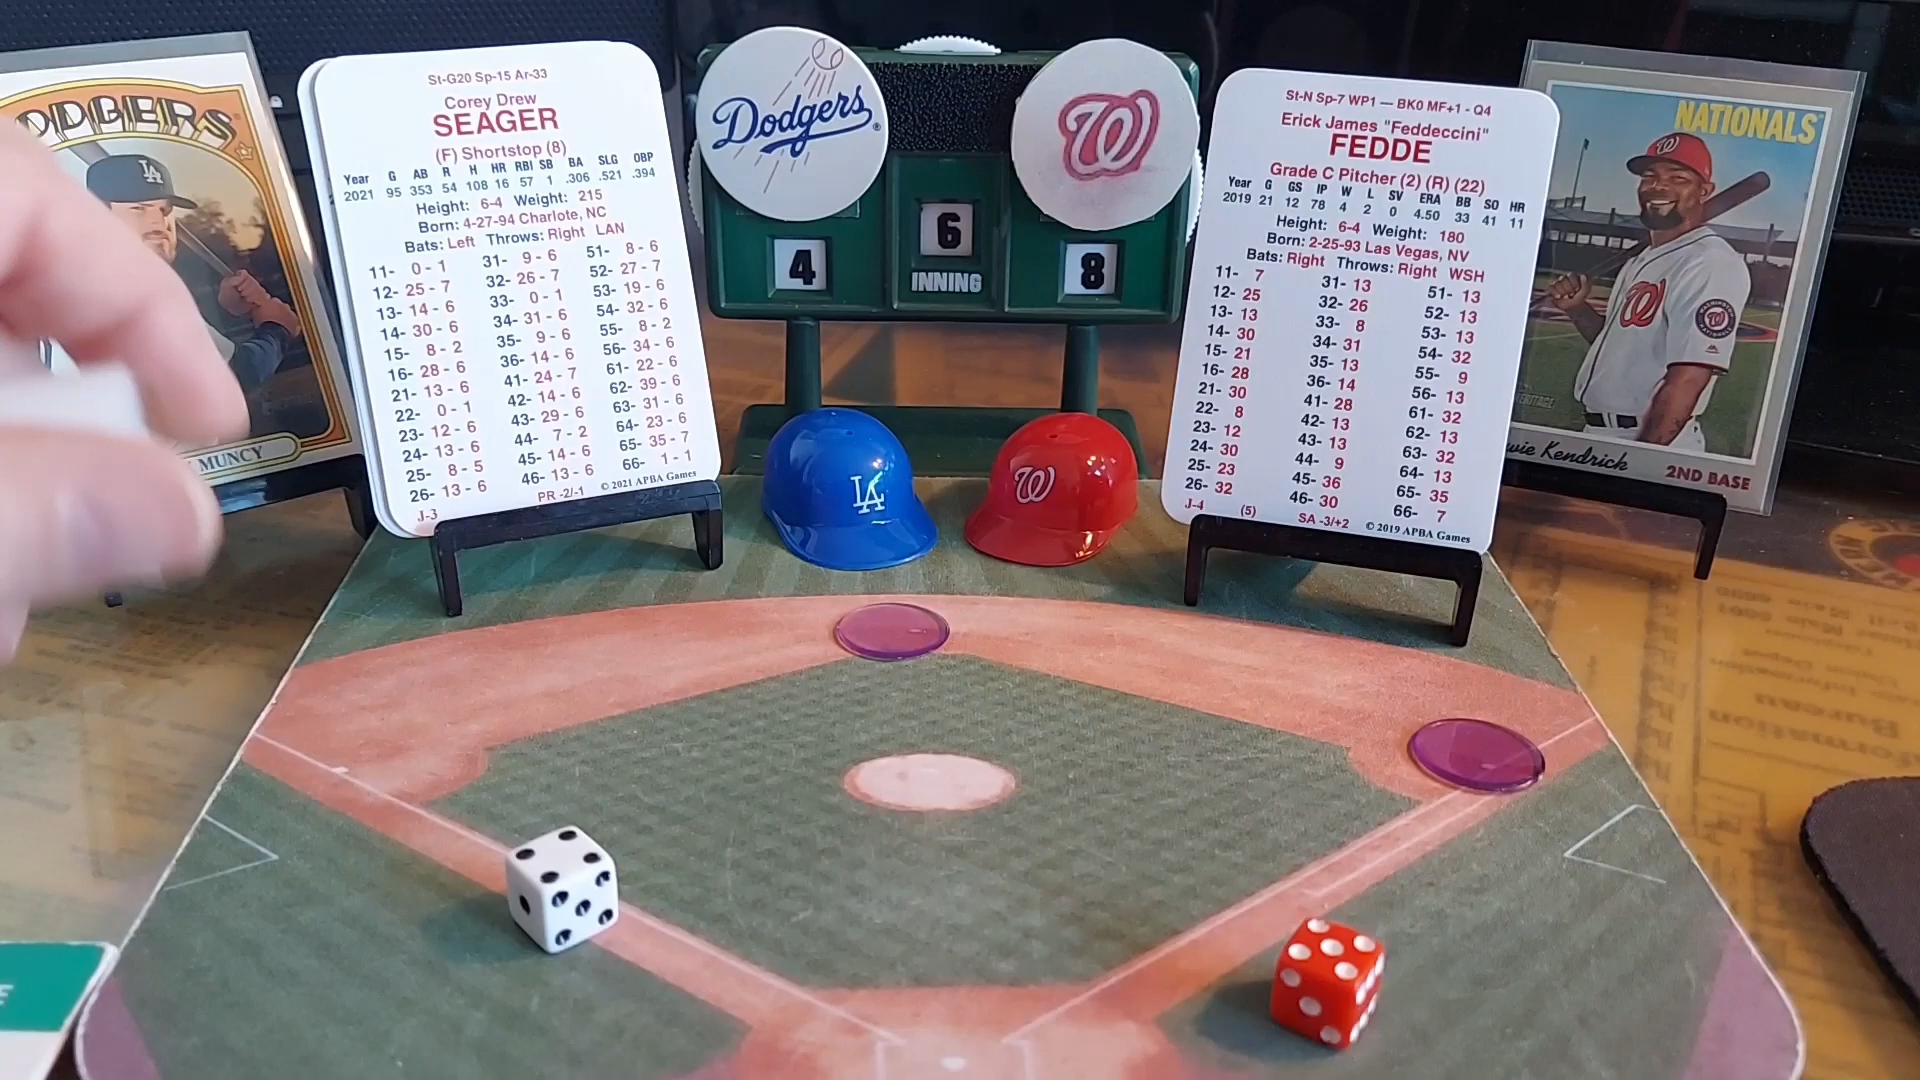 DODGERS
LA
MUNCY
St-G20 Sp-15 Ar-33
Corey Drew
SEAGER
(F) Shortstop (8)
Year G AB R H HR RBI SB BA SLG OBP
2021 95 353 54 108 16 57 1 .306 .521 .394
Height: 6-4 Weight: 215
Born: 4-27-94 Charlote, NC
Bats: Left Throws: Right LAN
11- 0 - 1 31- 9 - 6 51- 8 - 6
12- 25 - 7 32- 26 - 7 52- 27 - 7
13- 14 - 6 33- 0 - 1 53- 19 - 6
14- 30 - 6 34- 31 - 6 54- 32 - 6
15- 8 - 2 35- 9 - 6 55- 8 - 2
16- 28 - 6 36- 14 - 6 56- 34 - 6
21- 13 - 6 41- 24 - 7 61- 22 - 6
22- 0 - 1 42- 14 - 6 62- 39 - 6
23- 12 - 6 43- 29 - 6 63- 31 - 6
24- 13 - 6 44- 7 - 2 64- 23 - 6
25- 8 - 5 45- 14 - 6 65- 35 - 7
26- 13 - 6 46- 13 - 6 66- 1 - 1
J-3 PR -2/-1 © 2021 APBA Games
Dodgers
W
4
6
INNING
8
LA
W
St-N Sp-7 WP1 — BK0 MF+1 - Q4
Erick James "Feddeccini"
FEDDE
Grade C Pitcher (2) (R) (22)
Year G GS IP W L SV ERA BB SO HR
2019 21 12 78 4 2 0 4.50 33 41 11
Height: 6-4 Weight: 180
Born: 2-25-93 Las Vegas, NV
Bats: Right Throws: Right WSH
11- 7 31- 13 51- 13
12- 25 32- 26 52- 13
13- 13 33- 8 53- 13
14- 30 34- 31 54- 32
15- 21 35- 13 55- 9
16- 28 36- 14 56- 13
21- 30 41- 28 61- 32
22- 8 42- 13 62- 13
23- 12 43- 13 63- 32
24- 30 44- 9 64- 13
25- 23 45- 36 65- 35
26- 32 46- 30 66- 7
J-4 (5) SA -3/+2 © 2019 APBA Games
NATIONALS
W
HERITAGE
Kendrick
2ND BASE
E